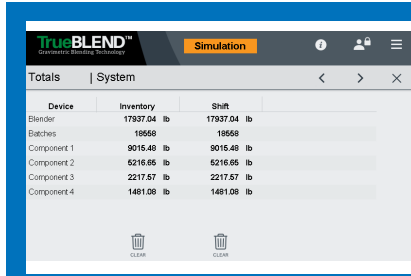 TrueBLEND™
Gravimetric Blending Technology
Simulation
Totals | System
Device Inventory Shift
Blender 17937.04 lb 17937.04 lb
Batches 18558 18558
Component 1 9015.48 lb 9015.48 lb
Component 2 5216.65 lb 5216.65 lb
Component 3 2217.57 lb 2217.57 lb
Component 4 1481.08 lb 1481.08 lb
CLEAR CLEAR